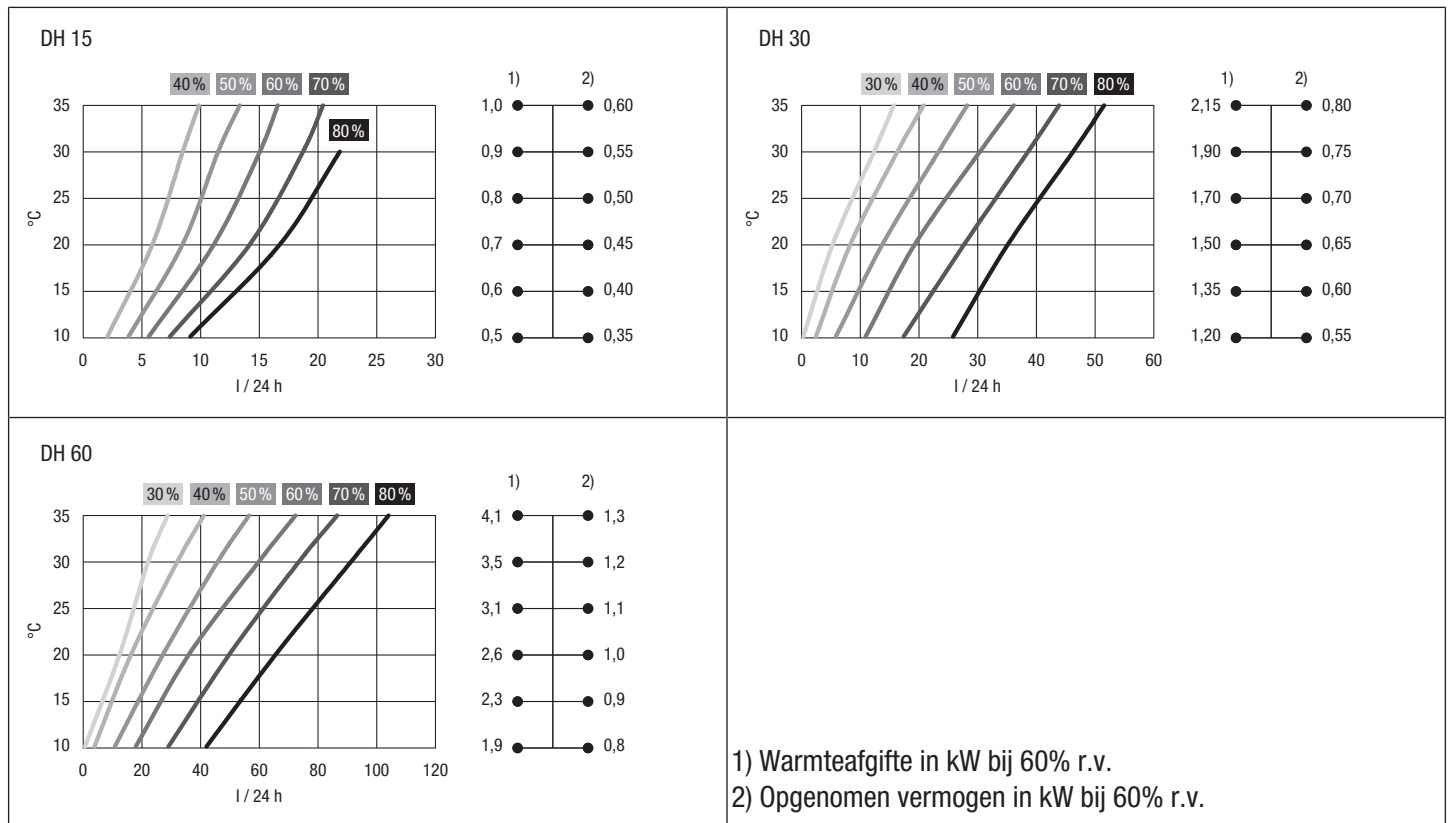 DH 15
40 % 50 % 60 % 70 % 1) 2)
35 1,0 0,60
80 %
30 0,9 0,55
25 0,8 0,50
°C
20 0,7 0,45
15 0,6 0,40
10 0,5 0,35
0 5 10 15 20 25 30
l / 24 h
DH 30
30 % 40 % 50 % 60 % 70 % 80 % 1) 2)
35 2,15 0,80
30 1,90 0,75
25 1,70 0,70
°C
20 1,50 0,65
15 1,35 0,60
10 1,20 0,55
0 10 20 30 40 50 60
l / 24 h
DH 60
30 % 40 % 50 % 60 % 70 % 80 % 1) 2)
35 4,1 1,3
30 3,5 1,2
25 3,1 1,1
°C
20 2,6 1,0
15 2,3 0,9
10 1,9 0,8
0 20 40 60 80 100 120
l / 24 h
1) Warmteafgifte in kW bij 60% r.v.
2) Opgenomen vermogen in kW bij 60% r.v.